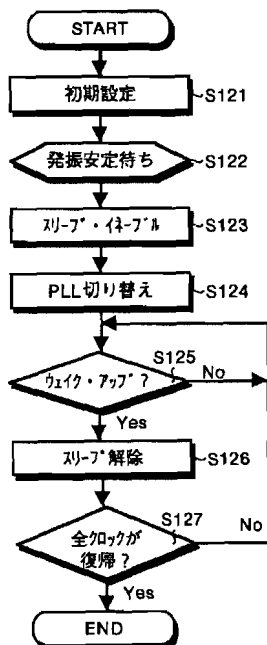 START
初期設定
S121
発振安定待ち
S122
ｽﾘｰﾌﾞ・ｲﾈｰﾌﾞﾙ
S123
PLL切り替え
S124
S125
ｳｪｲｸ・ｱｯﾌﾟ?
No
Yes
ｽﾘｰﾌﾟ解除
S126
S127
全ｸﾛｯｸが
復帰?
No
Yes
END